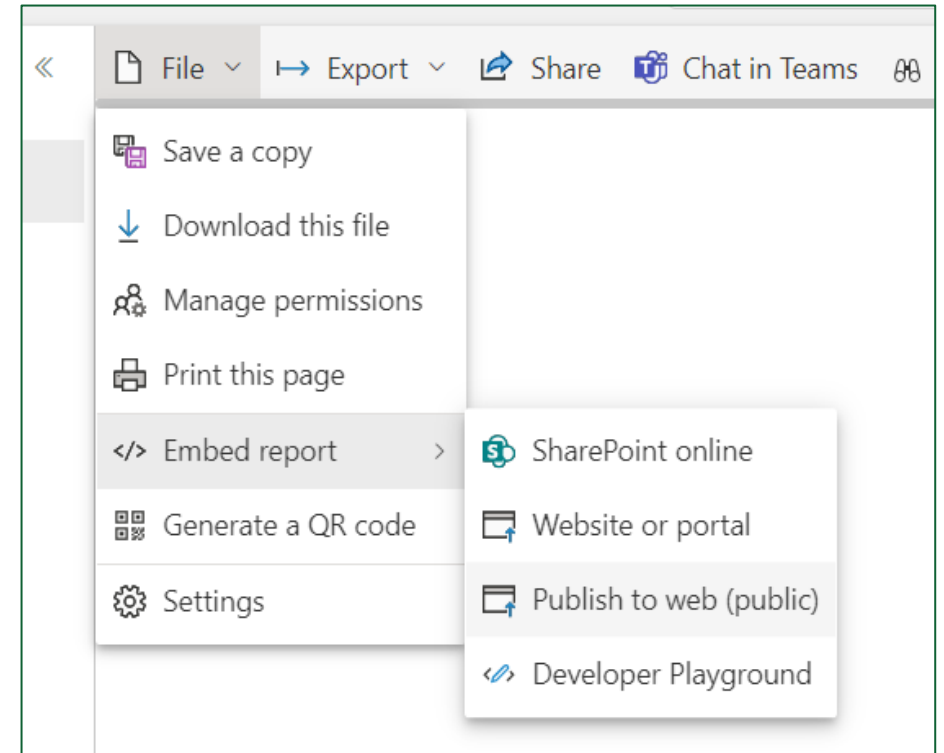 File Export Share Chat in Teams
Save a copy
Download this file
Manage permissions
Print this page
Embed report
SharePoint online
Website or portal
Generate a QR code
Publish to web (public)
Settings
Developer Playground